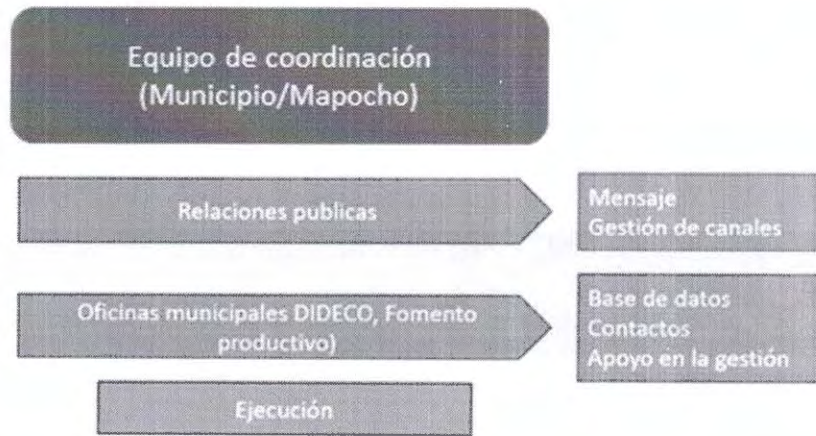 Equipo de coordinación
(Municipio/Mapocho)
Relaciones publicas
Mensaje
Gestión de canales
Oficinas municipales DIDECO, Fomento
productivo)
Base de datos
Contactos
Apoyo en la gestión
Ejecución